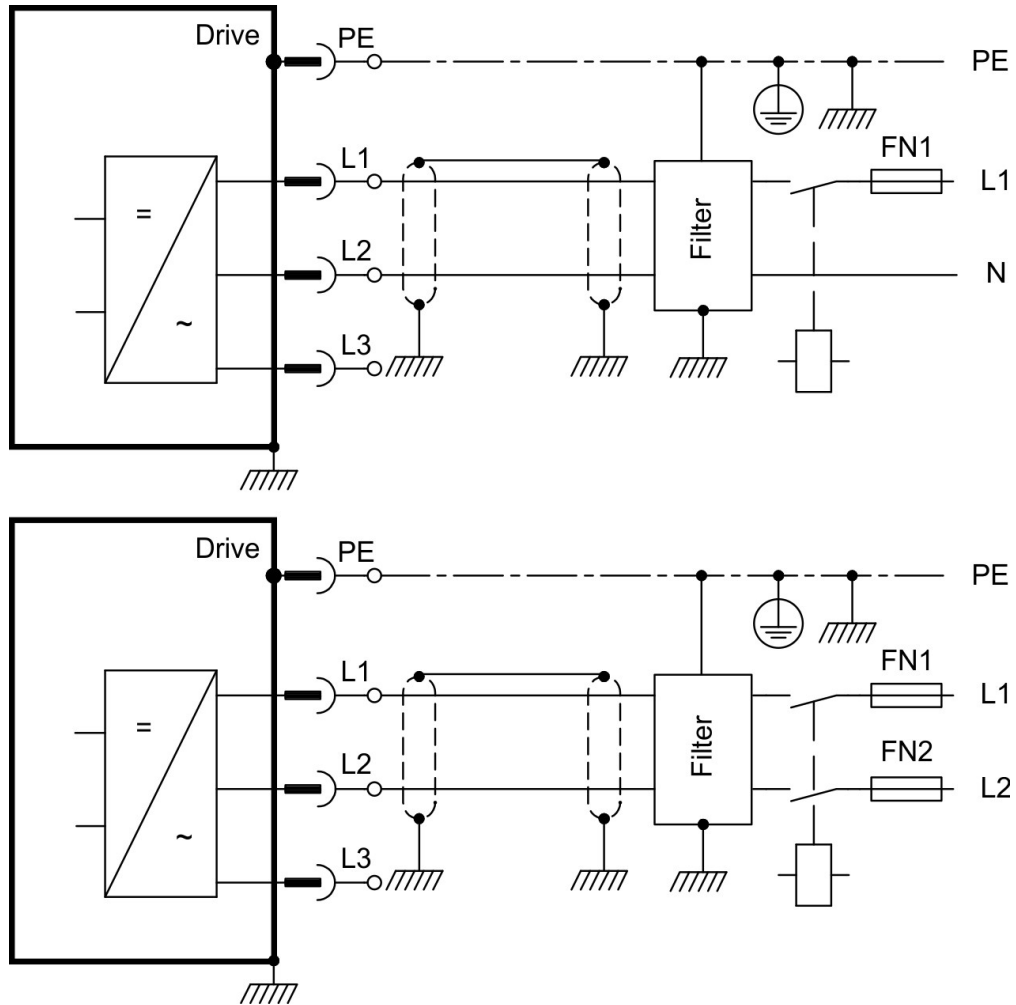 Drive PE PE
FN1
L1 L1
=
Filter
L2 N
~
L3
Drive PE PE
FN1
L1 L1
=
Filter
FN2
L2 L2
~
L3